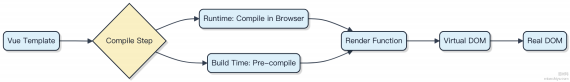 Vue Template
Compile Step
Runtime: Compile in Browser
Build Time: Pre-compile
Render Function
Virtual DOM
Real DOM